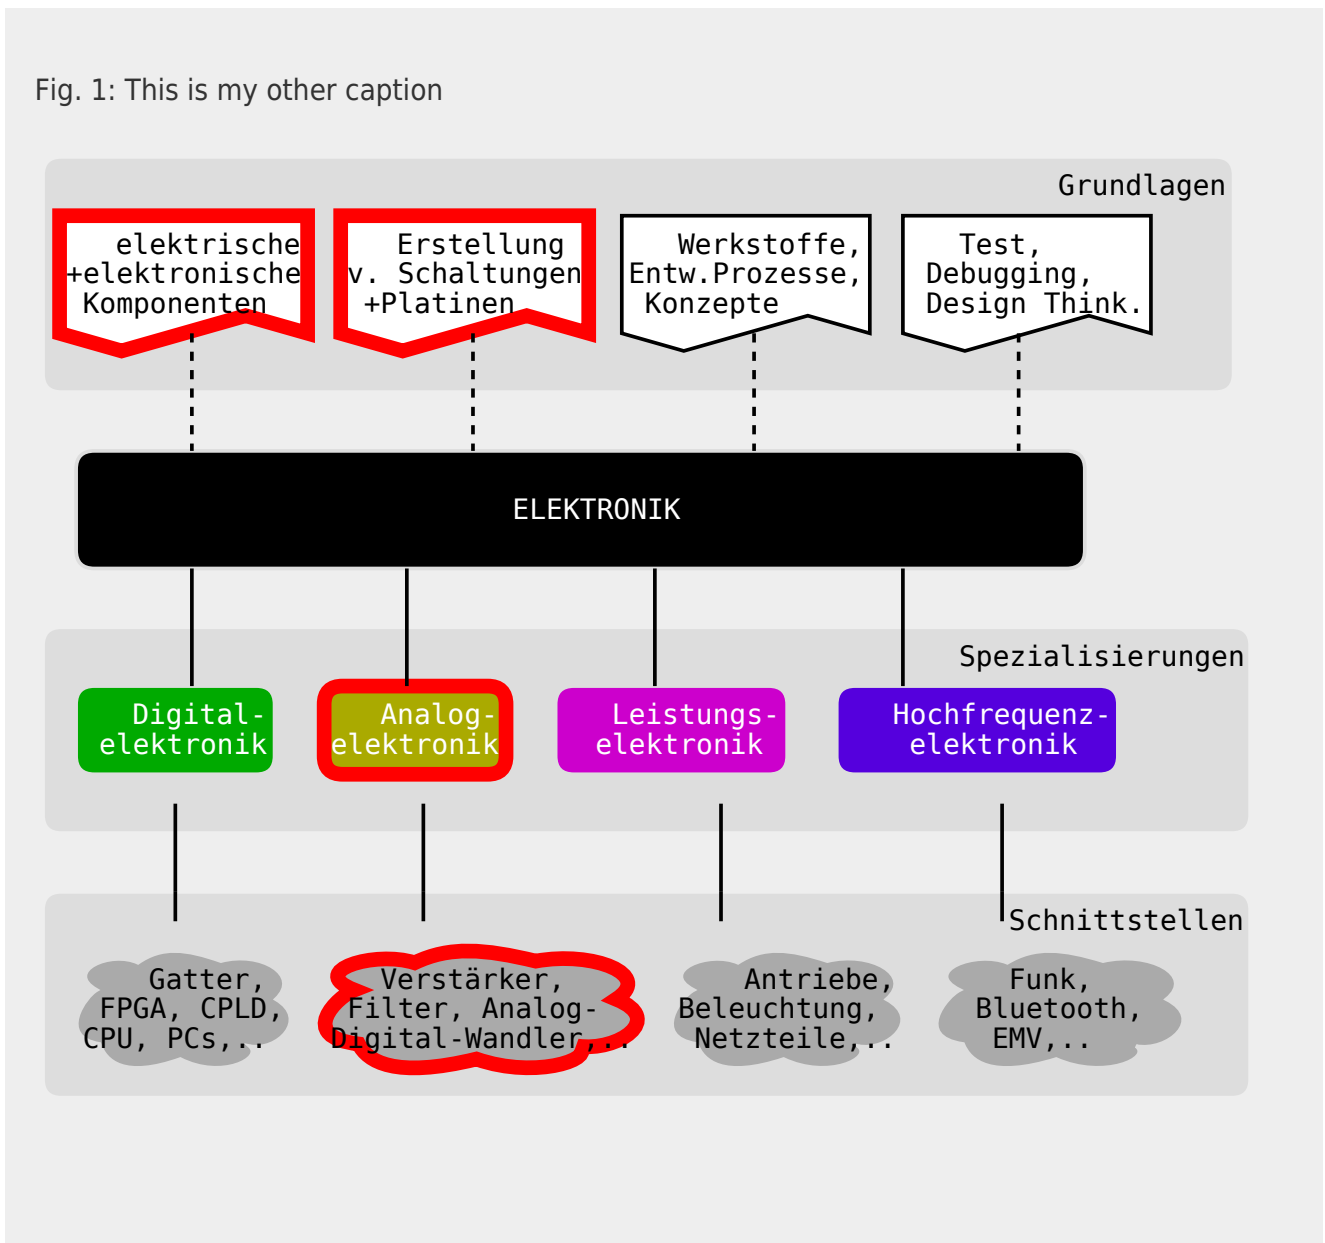 Fig. 1: This is my other caption
Grundlagen
elektrische
+elektronische
Komponenten
Erstellung
v. Schaltungen
+Platinen
Werkstoffe,
Entw.Prozesse,
Konzepte
Test,
Debugging,
Design Think.
ELEKTRONIK
Spezialisierungen
Digital-
elektronik
Analog-
elektronik
Leistungs-
elektronik
Hochfrequenz-
elektronik
Schnittstellen
Gatter,
FPGA, CPLD,
CPU, PCs,..
Verstärker,
Filter, Analog-
Digital-Wandler,..
Antriebe,
Beleuchtung,
Netzteile,..
Funk,
Bluetooth,
EMV,..